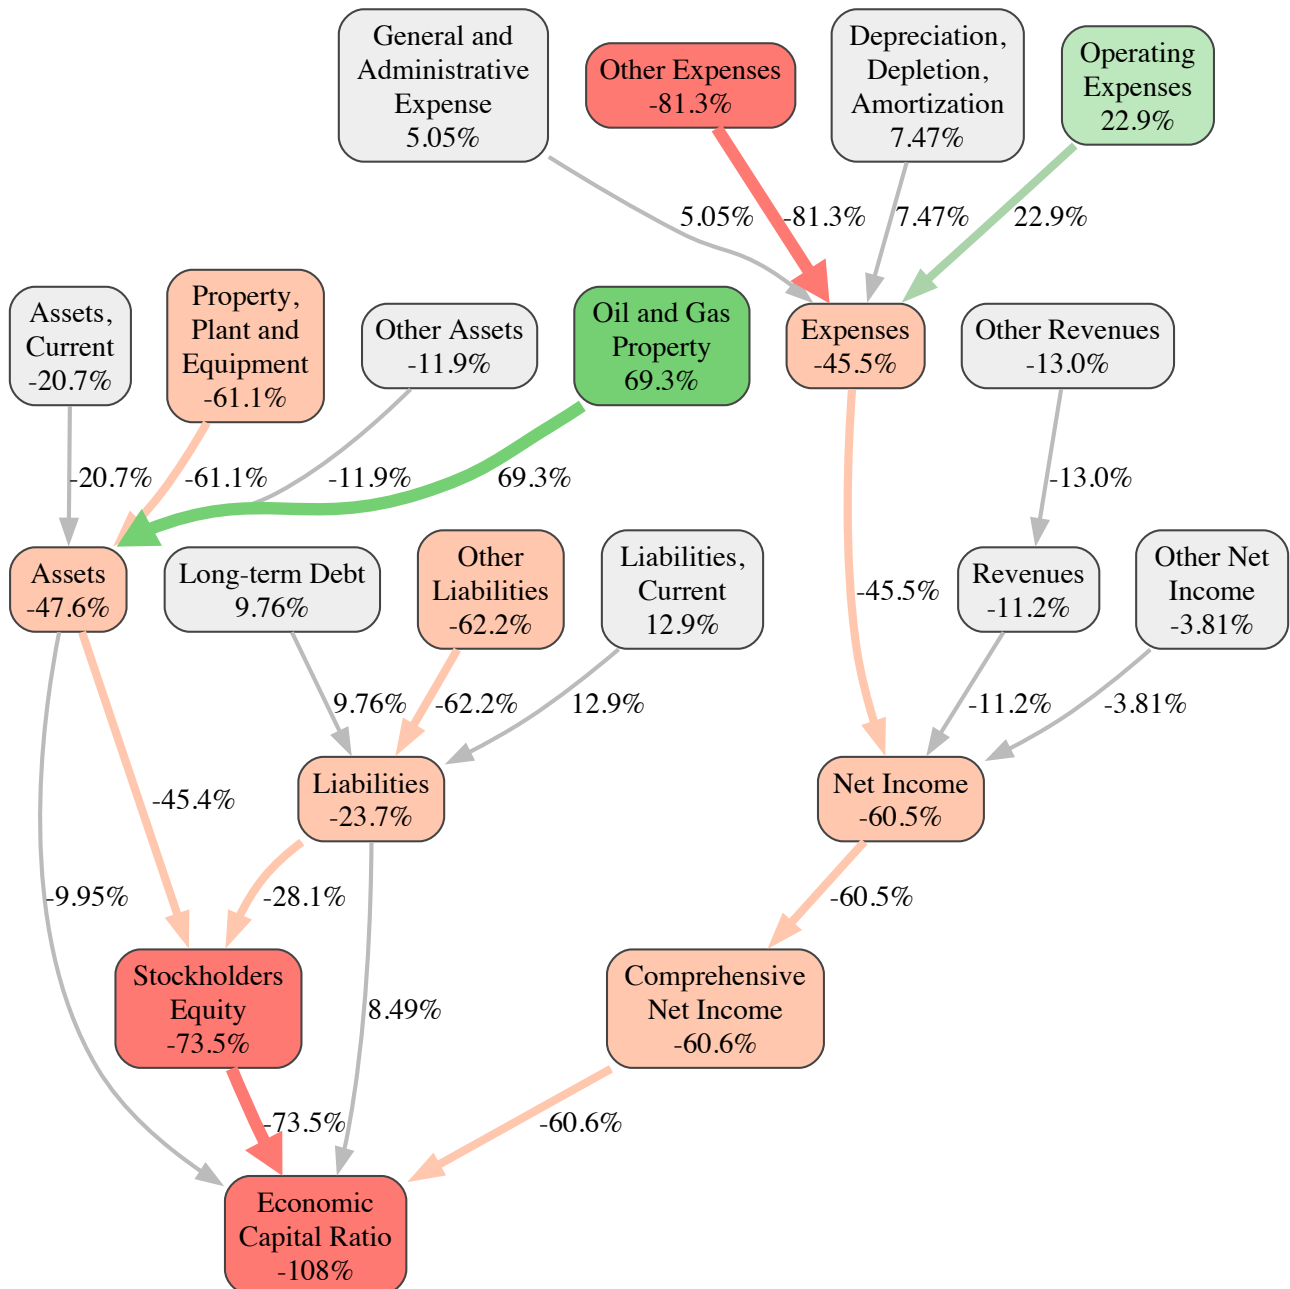 General and
Administrative
Expense
5.05%
Other Expenses
-81.3%
Depreciation,
Depletion,
Amortization
7.47%
Operating
Expenses
22.9%
5.05%
-81.3%
7.47%
22.9%
Assets,
Current
-20.7%
Property,
Plant and
Equipment
-61.1%
Other Assets
-11.9%
Oil and Gas
Property
69.3%
Expenses
-45.5%
Other Revenues
-13.0%
-20.7%
-61.1%
-11.9%
69.3%
-13.0%
Assets
-47.6%
Long-term Debt
9.76%
Other
Liabilities
-62.2%
Liabilities,
Current
12.9%
-45.5%
Revenues
-11.2%
Other Net
Income
-3.81%
9.76%
-62.2%
12.9%
-11.2%
-3.81%
-45.4%
Liabilities
-23.7%
Net Income
-60.5%
-9.95%
-28.1%
-60.5%
Stockholders
Equity
-73.5%
8.49%
Comprehensive
Net Income
-60.6%
-73.5%
-60.6%
Economic
Capital Ratio
-108%